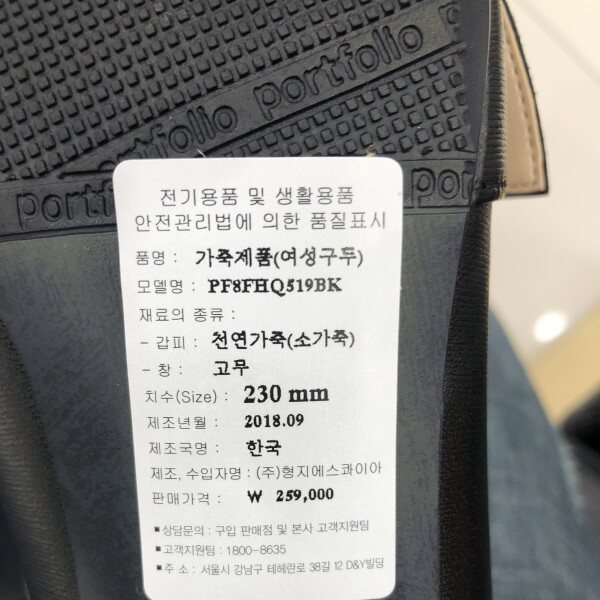 portfolio
portfolio portfolio
portfo
por
전기용품 및 생활용품
안전관리법에 의한 품질표시
품명 : 가죽제품(여성구두)
모델명 : PF8FHQ519BK
재료의 종류 :
- 갑피 : 천연가죽(소가죽)
- 창 : 고무
치수(Size) : 230 mm
제조년월 : 2018.09
제조국명 : 한국
제조, 수입자명 : (주)형지에스콰이아
판매가격 : ₩ 259,000
■상담문의 : 구입 판매점 및 본사 고객지원팀
■고객지원팀 : 1800-8635
■주 소 : 서울시 강남구 테헤란로 38길 12 D&Y빌딩